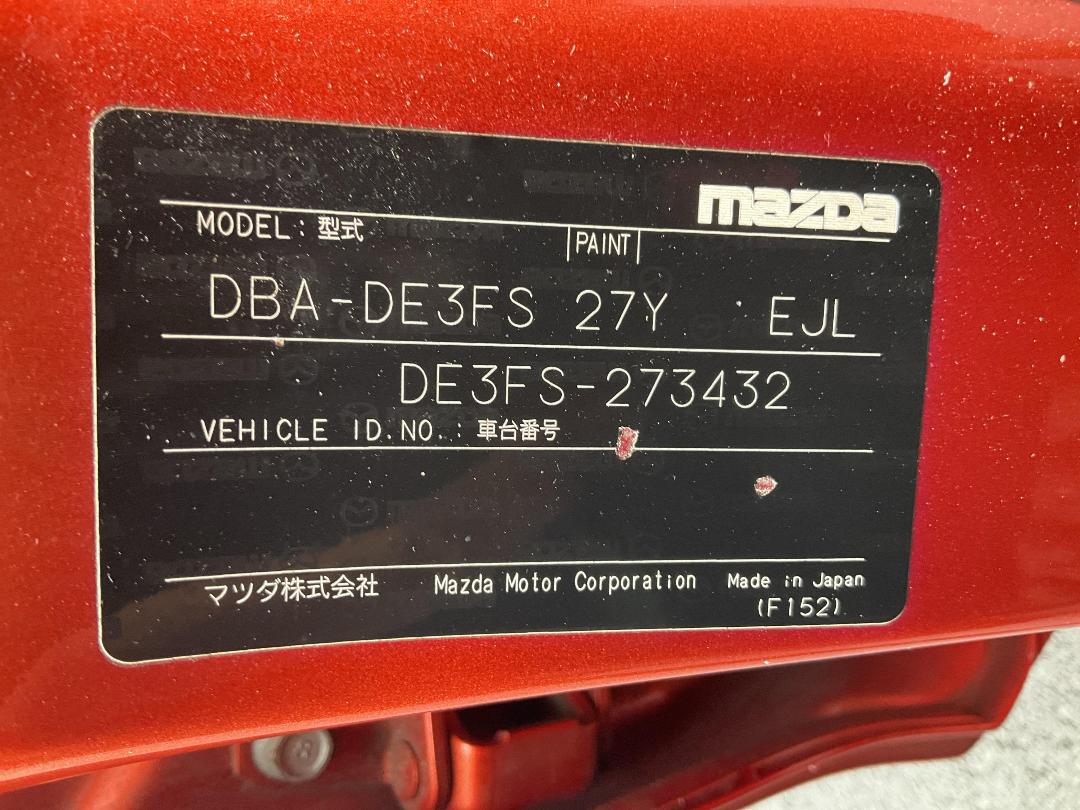 mazda
MODEL : 型式
PAINT
DBA-DE3FS 27Y EJL
DE3FS-273432
VEHICLE ID.NO. : 車台番号
マツダ株式会社 Mazda Motor Corporation Made in Japan
(F152)